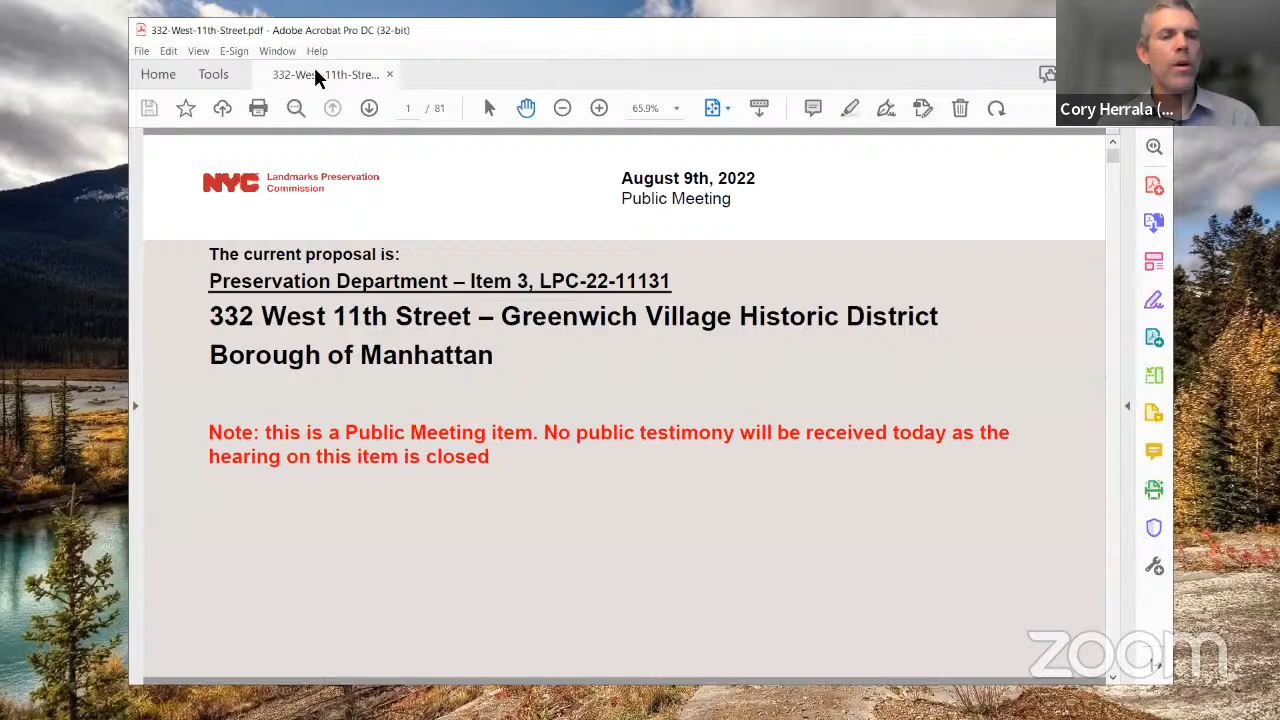 332-West-11th-Street.pdf - Adobe Acrobat Pro DC (32-bit)
File Edit View E-Sign Window Help
Home Tools 332-West-11th-Stre... ×
1 / 81 65.9%
Cory Herrala (...
NYC Landmarks Preservation
Commission
August 9th, 2022
Public Meeting
The current proposal is:
Preservation Department – Item 3, LPC-22-11131
332 West 11th Street – Greenwich Village Historic District
Borough of Manhattan
Note: this is a Public Meeting item. No public testimony will be received today as the
hearing on this item is closed
zoom